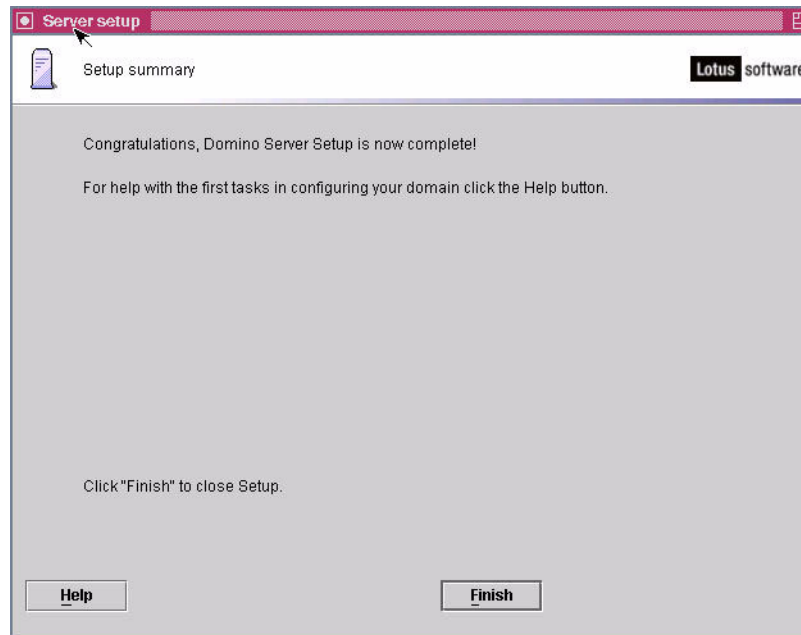 Server setup
Setup summary
Lotus software
Congratulations, Domino Server Setup is now complete!
For help with the first tasks in configuring your domain click the Help button.
Click "Finish" to close Setup.
Help
Finish